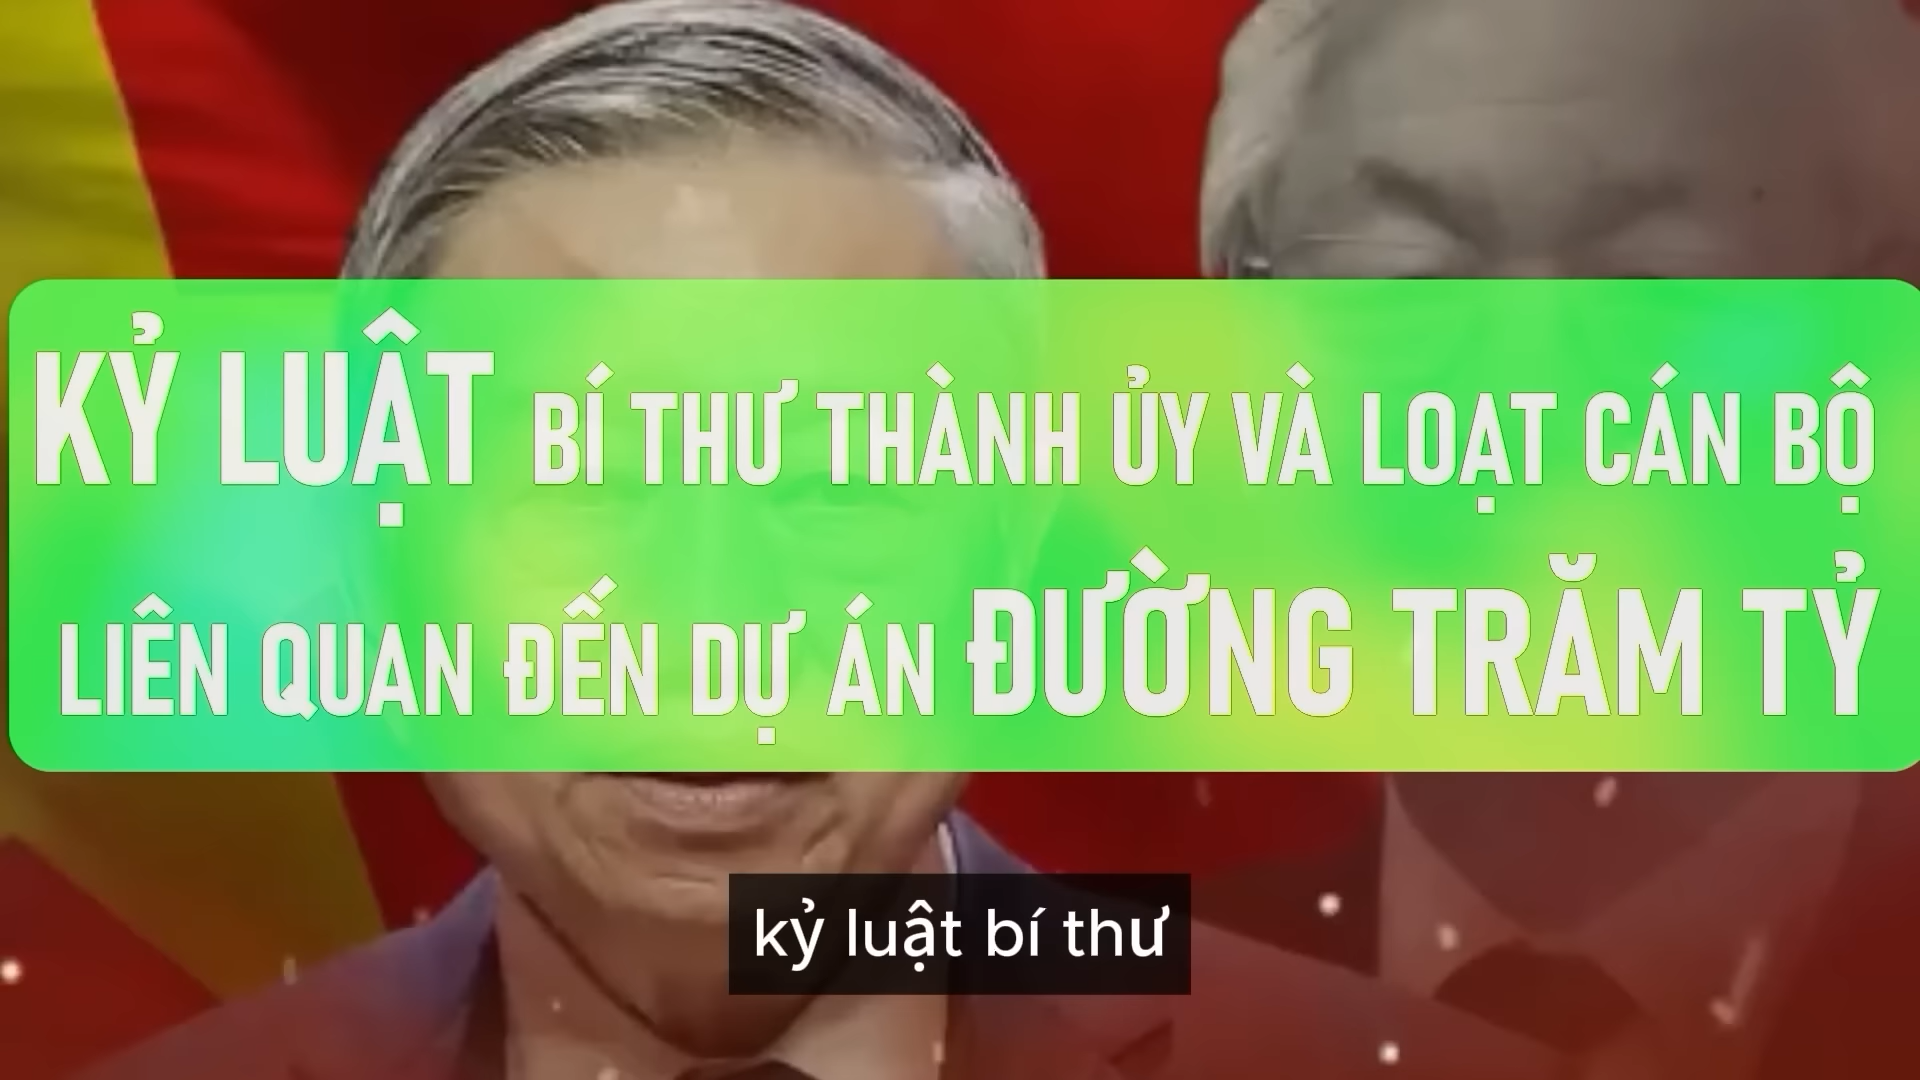 KỶ LUẬT BÍ THƯ THÀNH ỦY VÀ LOẠT CÁN BỘ
LIÊN QUAN ĐẾN DỰ ÁN ĐƯỜNG TRĂM TỶ
kỷ luật bí thư